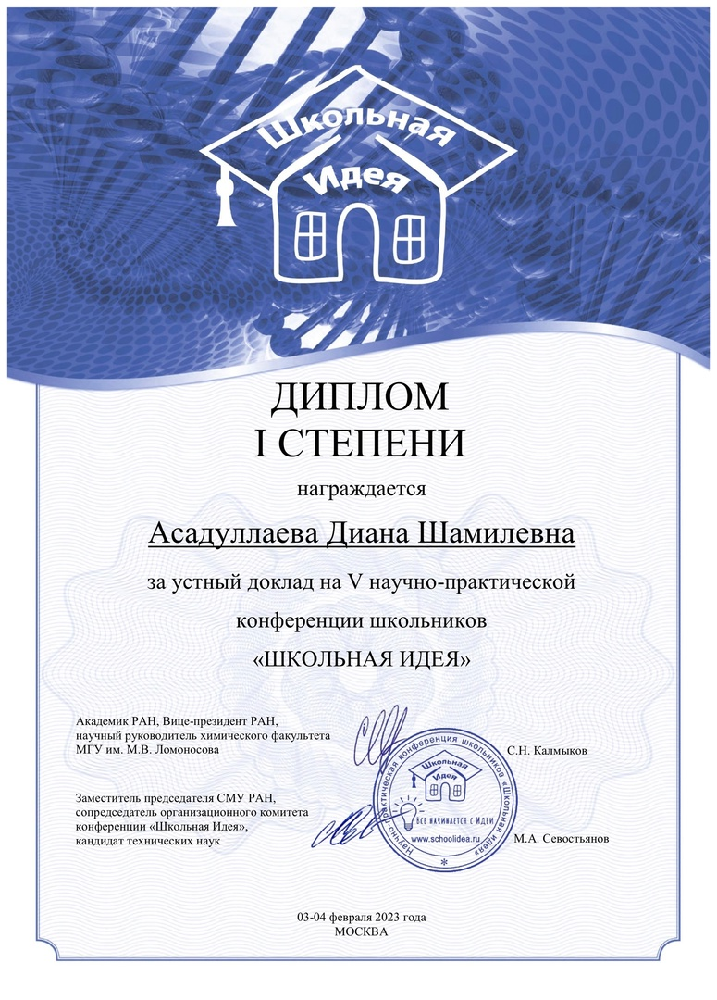 Школьная
Идея
ДИПЛОМ
I СТЕПЕНИ
награждается
Асадуллаева Диана Шамилевна
за устный доклад на V научно-практической
конференции школьников
«ШКОЛЬНАЯ ИДЕЯ»
Академик РАН, Вице-президент РАН,
научный руководитель химического факультета
МГУ им. М.В. Ломоносова
С.Н. Калмыков
Заместитель председателя СМУ РАН,
сопредседатель организационного комитета
конференции «Школьная Идея»,
кандидат технических наук
М.А. Севостьянов
Научно-практическая конференция школьников «Школьная идея»
Школьная
Идея
ВСЕ НАЧИНАЕТСЯ С ИДЕИ
www.schoolidea.ru
*
03-04 февраля 2023 года
МОСКВА